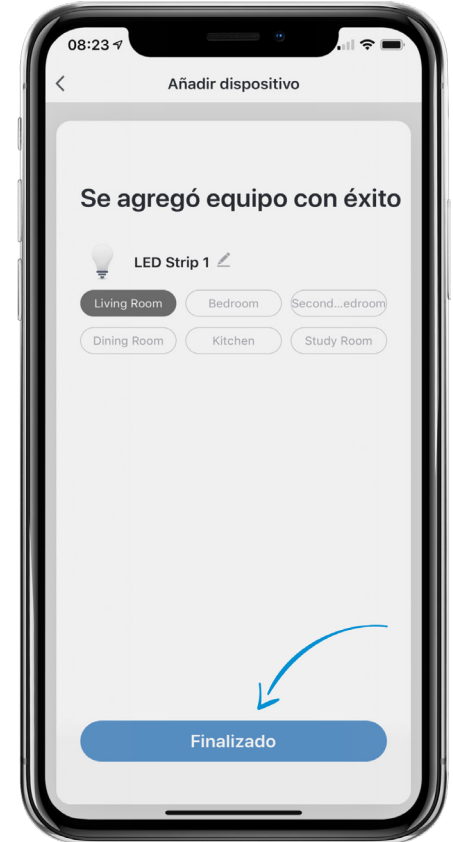 08:23
Añadir dispositivo
Se agregó equipo con éxito
LED Strip 1
Living Room Bedroom Second...edroom
Dining Room Kitchen Study Room
Finalizado